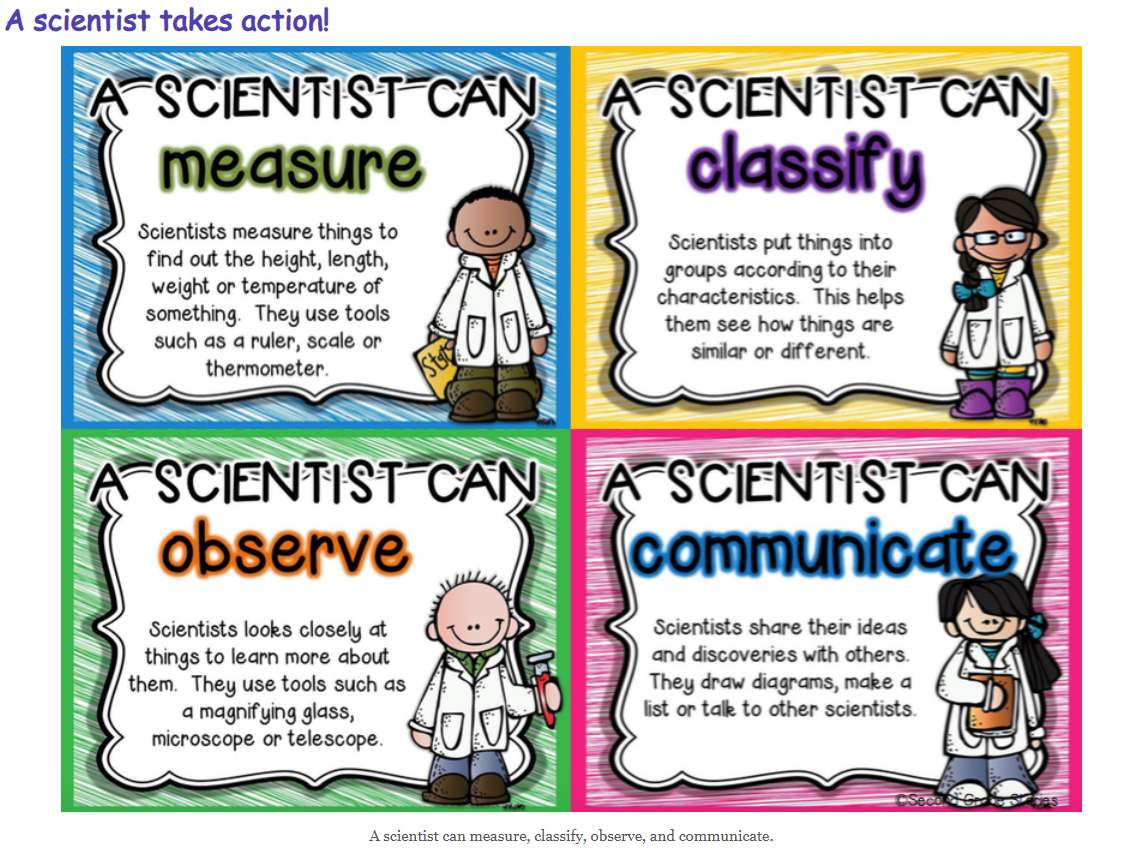 A scientist takes action!
A SCIENTIST CAN
measure
Scientists measure things to
find out the height, length,
weight or temperature of
something. They use tools
such as a ruler, scale or
thermometer.
A SCIENTIST CAN
classify
Scientists put things into
groups according to their
characteristics. This helps
them see how things are
similar or different.
A SCIENTIST CAN
observe
Scientists looks closely at
things to learn more about
them. They use tools such as
a magnifying glass,
microscope or telescope.
A SCIENTIST CAN
communicate
Scientists share their ideas
and discoveries with others.
They draw diagrams, make a
list or talk to other scientists.
©Second Grade Stories
A scientist can measure, classify, observe, and communicate.